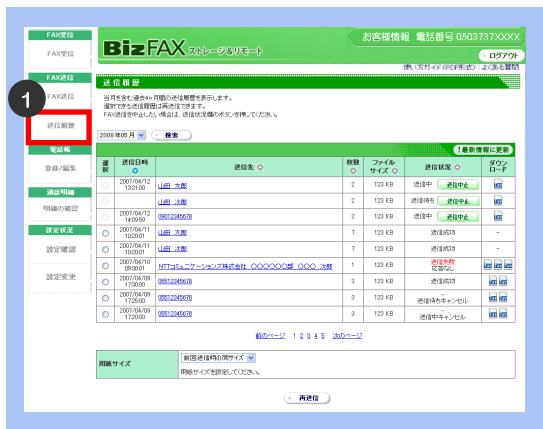 FAX受信
FAX受信
FAX送信
FAX送信
1
送信履歴
電話帳
登録/編集
通話明細
明細の確認
設定状況
設定確認
設定変更
BizFAX ストレージ&リモート
お客様情報 電話番号 0503737XXXX
ログアウト
使い方ガイド(PDF形式) よくある質問
送信履歴
当月を含む過去4ヶ月間の送信履歴を表示します。
選択できる送信履歴は再送信できます。
FAX送信を中止したい場合は、送信状況欄のボタンを押してください。
2008年05月 検索
!最新情報に更新
選択 送信日時 送信先 枚数 ファイルサイズ 送信状況 ダウンロード
2007/04/12 13:21:00 山田 太郎 2 123 KB 送信中 送信中止
山田 次郎 2 123 KB 送信待ち 送信中止
2007/04/12 14:09:59 09012345678 2 123 KB 送信中 送信中止
2007/04/11 10:20:01 山田 太郎 7 123 KB 送信成功 -
2007/04/11 10:20:01 山田 次郎 7 123 KB 送信成功 -
2007/04/10 09:30:01 NTTコミュニケーションズ株式会社 〇〇〇〇〇〇部 〇〇〇 次郎 1 123 KB 送信失敗 応答なし
2007/04/09 17:30:00 05512345678 3 123 KB 送信成功
2007/04/09 17:25:00 05512345678 3 123 KB - 送信待ちキャンセル
2007/04/09 17:20:00 05512345678 3 123 KB - 送信中キャンセル
前のページ 1 2 3 4 5 次のページ
用紙サイズ
前回送信時の同サイズ
用紙サイズを設定してください。
再送信